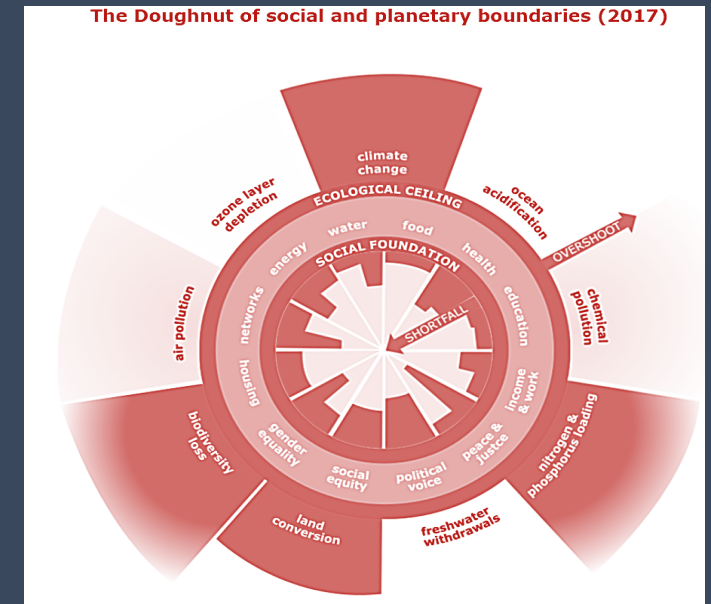 The Doughnut of social and planetary boundaries (2017)
climate
change
ECOLOGICAL CEILING
ozone layer
depletion
ocean
acidification
OVERSHOOT
water
food
energy
SOCIAL FOUNDATION
health
SHORTFALL
networks
education
air pollution
chemical
pollution
housing
income
& work
biodiversity
loss
nitrogen &
phosphorus loading
gender
equality
peace &
justce
social
equity
political
voice
land
conversion
freshwater
withdrawals